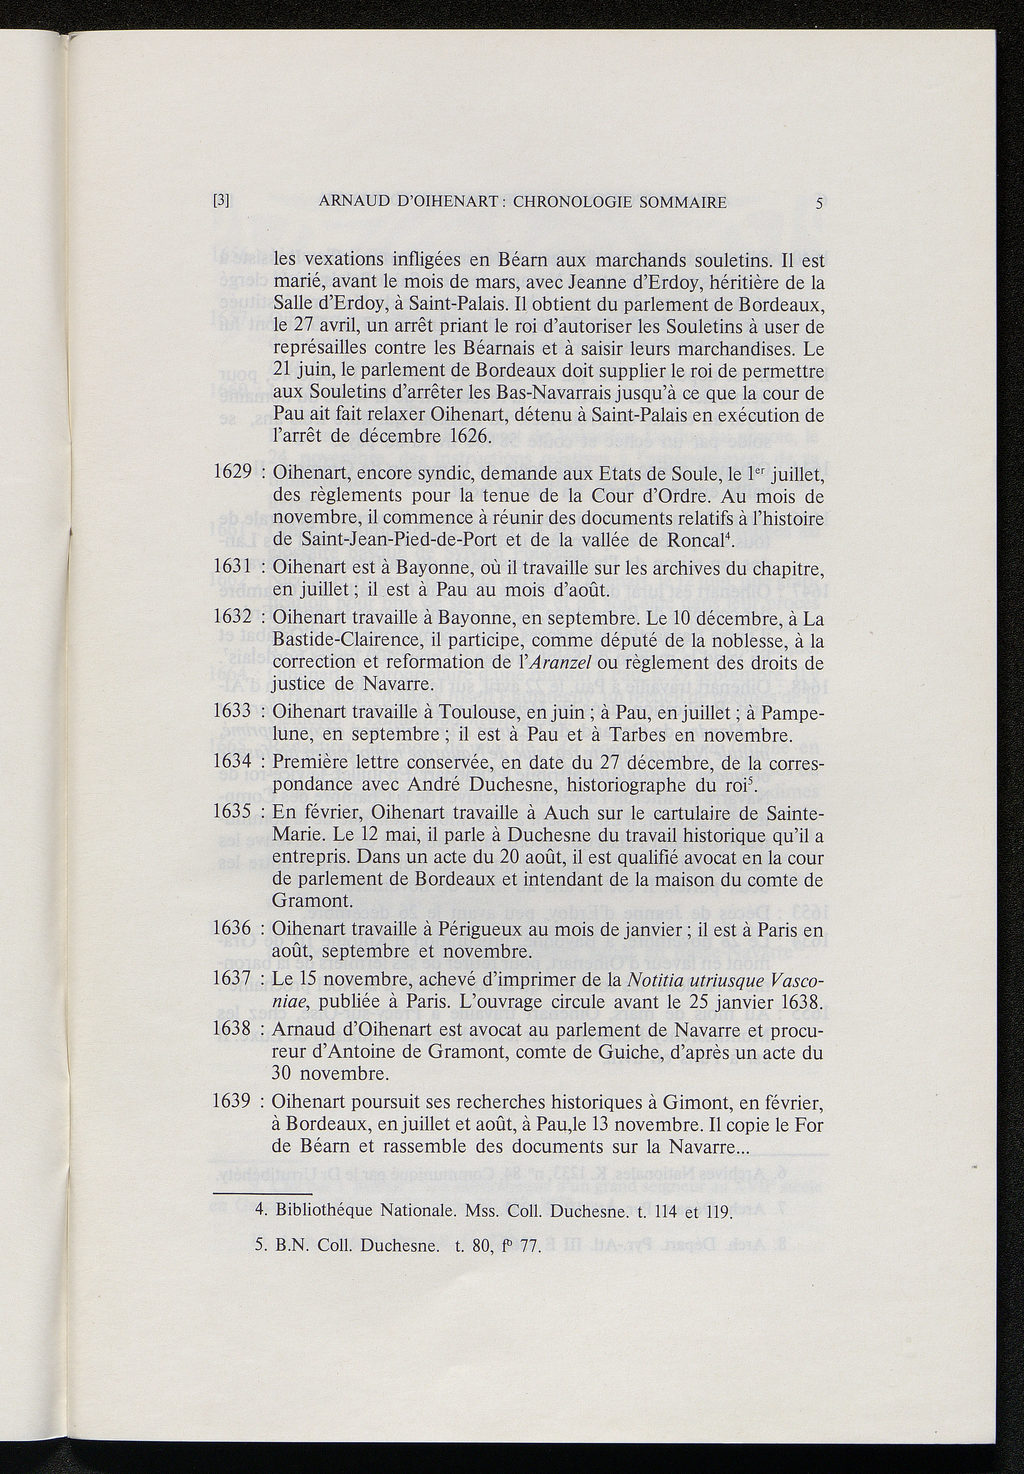 [3] ARNAUD D'OIHENART : CHRONOLOGIE SOMMAIRE 5
les vexations infligées en Béarn aux marchands souletins. Il est
marié, avant le mois de mars, avec Jeanne d'Erdoy, héritière de la
Salle d'Erdoy, à Saint-Palais. Il obtient du parlement de Bordeaux,
le 27 avril, un arrêt priant le roi d'autoriser les Souletins à user de
représailles contre les Béarnais et à saisir leurs marchandises. Le
21 juin, le parlement de Bordeaux doit supplier le roi de permettre
aux Souletins d'arrêter les Bas-Navarrais jusqu'à ce que la cour de
Pau ait fait relaxer Oihenart, détenu à Saint-Palais en exécution de
l'arrêt de décembre 1626.
1629 : Oihenart, encore syndic, demande aux Etats de Soule, le 1er juillet,
des règlements pour la tenue de la Cour d'Ordre. Au mois de
novembre, il commence à réunir des documents relatifs à l'histoire
de Saint-Jean-Pied-de-Port et de la vallée de Roncal⁴.
1631 : Oihenart est à Bayonne, où il travaille sur les archives du chapitre,
en juillet ; il est à Pau au mois d'août.
1632 : Oihenart travaille à Bayonne, en septembre. Le 10 décembre, à La
Bastide-Clairence, il participe, comme député de la noblesse, à la
correction et reformation de l'Aranzel ou règlement des droits de
justice de Navarre.
1633 : Oihenart travaille à Toulouse, en juin ; à Pau, en juillet ; à Pampe-
lune, en septembre ; il est à Pau et à Tarbes en novembre.
1634 : Première lettre conservée, en date du 27 décembre, de la corres-
pondance avec André Duchesne, historiographe du roi⁵.
1635 : En février, Oihenart travaille à Auch sur le cartulaire de Sainte-
Marie. Le 12 mai, il parle à Duchesne du travail historique qu'il a
entrepris. Dans un acte du 20 août, il est qualifié avocat en la cour
de parlement de Bordeaux et intendant de la maison du comte de
Gramont.
1636 : Oihenart travaille à Périgueux au mois de janvier ; il est à Paris en
août, septembre et novembre.
1637 : Le 15 novembre, achevé d'imprimer de la Notitia utriusque Vasco-
niae, publiée à Paris. L'ouvrage circule avant le 25 janvier 1638.
1638 : Arnaud d'Oihenart est avocat au parlement de Navarre et procu-
reur d'Antoine de Gramont, comte de Guiche, d'après un acte du
30 novembre.
1639 : Oihenart poursuit ses recherches historiques à Gimont, en février,
à Bordeaux, en juillet et août, à Pau,le 13 novembre. Il copie le For
de Béarn et rassemble des documents sur la Navarre...
4. Bibliothéque Nationale. Mss. Coll. Duchesne. t. 114 et 119.
5. B.N. Coll. Duchesne. t. 80, fº 77.